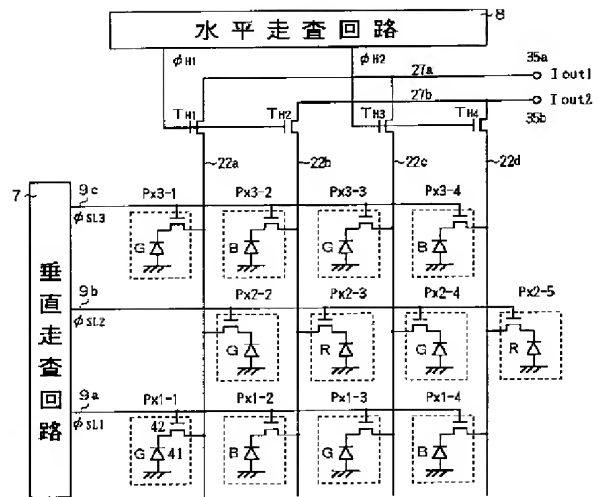 水平走査回路
8
φH1
φH2
27a
35a
Iout1
27b
Iout2
35b
TH1
TH2
TH3
TH4
22a
22b
22c
22d
7
垂直走査回路
9c
φSL3
Px3-1
Px3-2
Px3-3
Px3-4
G
B
G
B
9b
φSL2
Px2-2
Px2-3
Px2-4
Px2-5
G
R
G
R
9a
φSL1
Px1-1
Px1-2
Px1-3
Px1-4
42
G
41
B
G
B